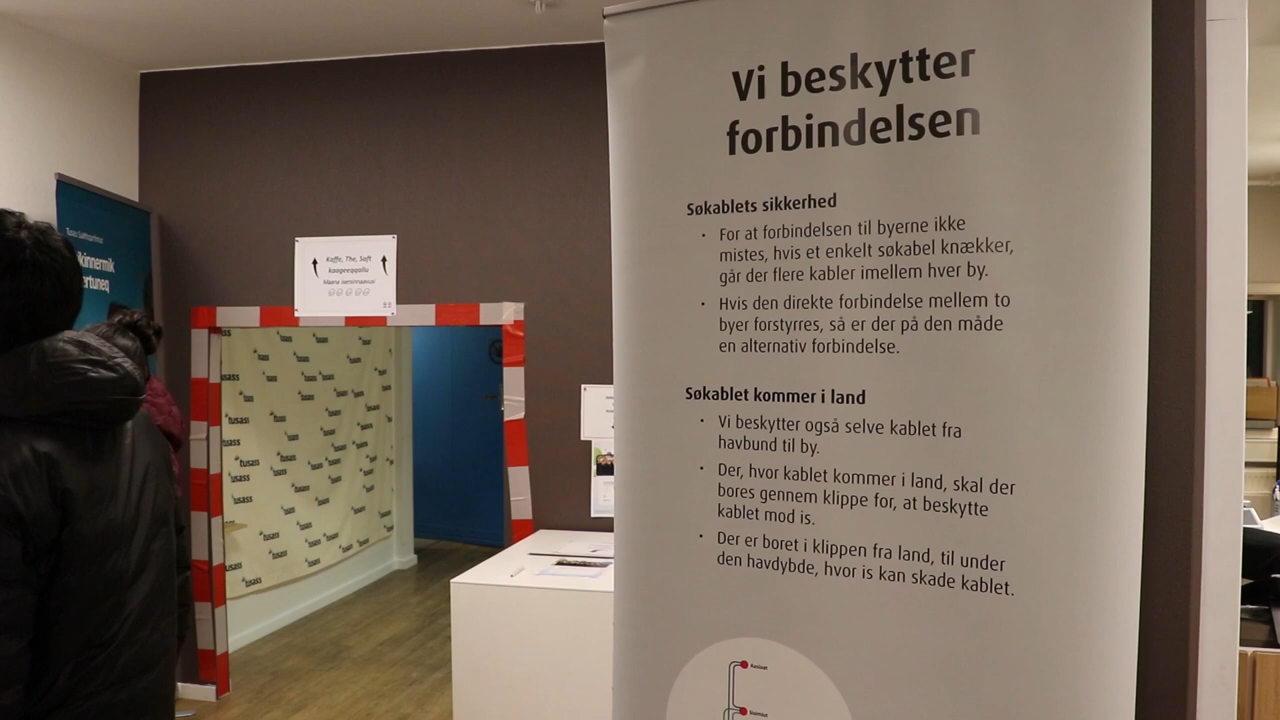 Vi beskytter
forbindelsen
Søkablets sikkerhed
• For at forbindelsen til byerne ikke
mistes, hvis et enkelt søkabel knækker,
går der flere kabler imellem hver by.
• Hvis den direkte forbindelse mellem to
byer forstyrres, så er der på den måde
en alternativ forbindelse.
Søkablet kommer i land
• Vi beskytter også selve kablet fra
havbund til by.
• Der, hvor kablet kommer i land, skal der
bores gennem klippe for, at beskytte
kablet mod is.
• Der er boret i klippen fra land, til under
den havdybde, hvor is kan skade kablet.
Aasiaat
Sisimiut
Kaffe, The, Saft
kaageeqqallu
tusass